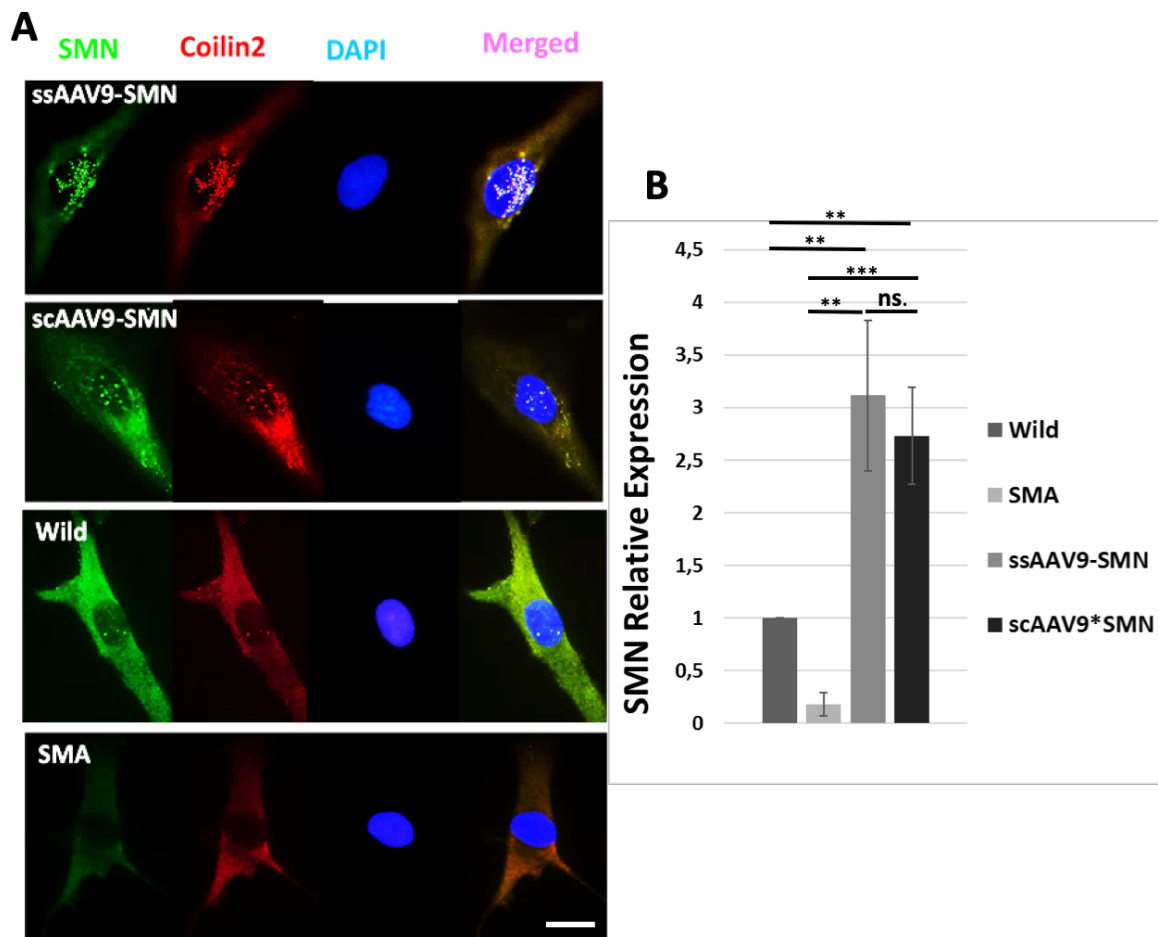 A
SMN Coilin2 DAPI Merged
ssAAV9-SMN
scAAV9-SMN
Wild
SMA
B
**
**
***
** ns.
4,5
4
3,5
3
2,5
2
1,5
1
0,5
0
SMN Relative Expression
Wild
SMA
ssAAV9-SMN
scAAV9*SMN